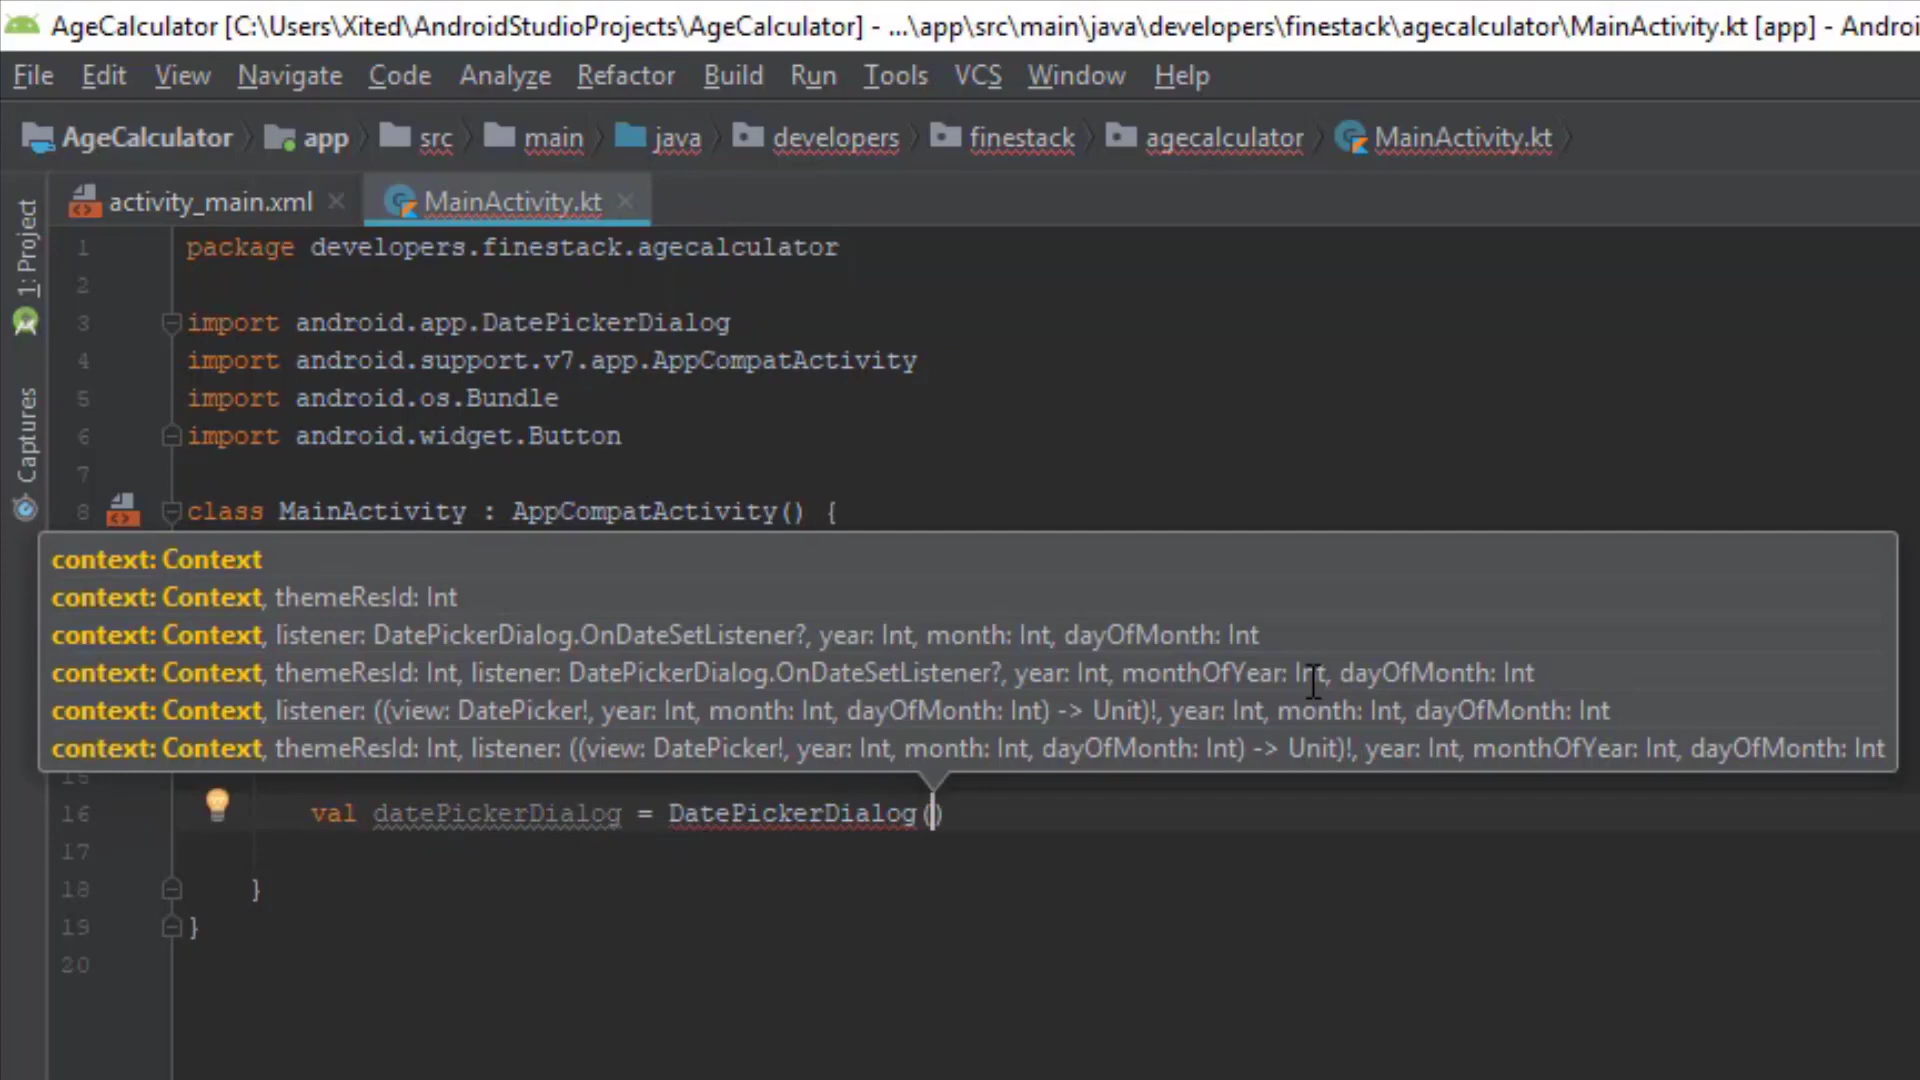 AgeCalculator [C:\Users\Xited\AndroidStudioProjects\AgeCalculator] - ...\app\src\main\java\developers\finestack\agecalculator\MainActivity.kt [app] - Androi
File Edit View Navigate Code Analyze Refactor Build Run Tools VCS Window Help
AgeCalculator app src main java developers finestack agecalculator MainActivity.kt
activity_main.xml MainActivity.kt
1: Project
Captures
1 package developers.finestack.agecalculator
2
3 import android.app.DatePickerDialog
4 import android.support.v7.app.AppCompatActivity
5 import android.os.Bundle
6 import android.widget.Button
7
8 class MainActivity : AppCompatActivity() {
context: Context
context: Context, themeResId: Int
context: Context, listener: DatePickerDialog.OnDateSetListener?, year: Int, month: Int, dayOfMonth: Int
context: Context, themeResId: Int, listener: DatePickerDialog.OnDateSetListener?, year: Int, monthOfYear: Int, dayOfMonth: Int
context: Context, listener: ((view: DatePicker!, year: Int, month: Int, dayOfMonth: Int) -> Unit)!, year: Int, month: Int, dayOfMonth: Int
context: Context, themeResId: Int, listener: ((view: DatePicker!, year: Int, month: Int, dayOfMonth: Int) -> Unit)!, year: Int, monthOfYear: Int, dayOfMonth: Int
15
16 val datePickerDialog = DatePickerDialog()
17
18 }
19 }
20